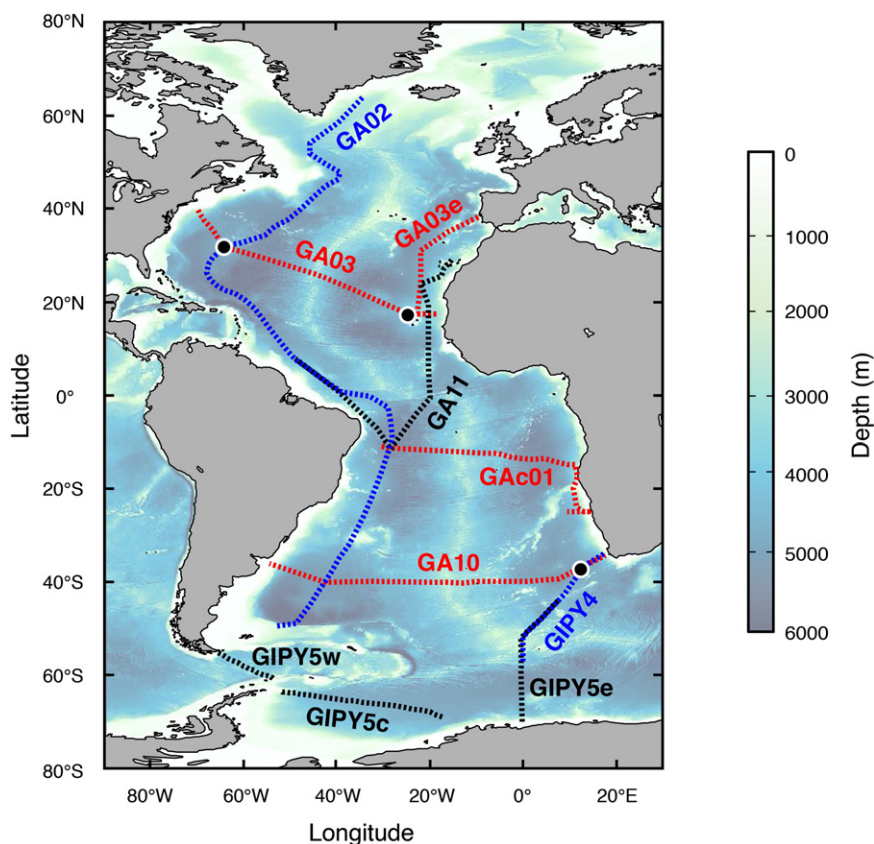 80°N
60°N
40°N
20°N
0°
20°S
40°S
60°S
80°S
Latitude
80°W
60°W
40°W
20°W
0°
20°E
Longitude
GA02
GA03e
GA03
GA11
GAc01
GA10
GIPY4
GIPY5w
GIPY5e
GIPY5c
0
1000
2000
3000
4000
5000
6000
Depth (m)